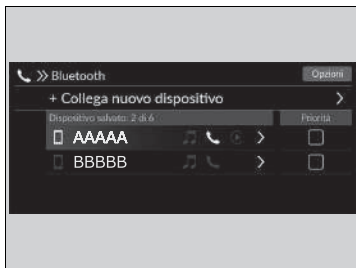 Bluetooth
Opzioni
+ Collega nuovo dispositivo
Dispositivo salvato: 2 di 6
Priorità
AAAAA
BBBBB